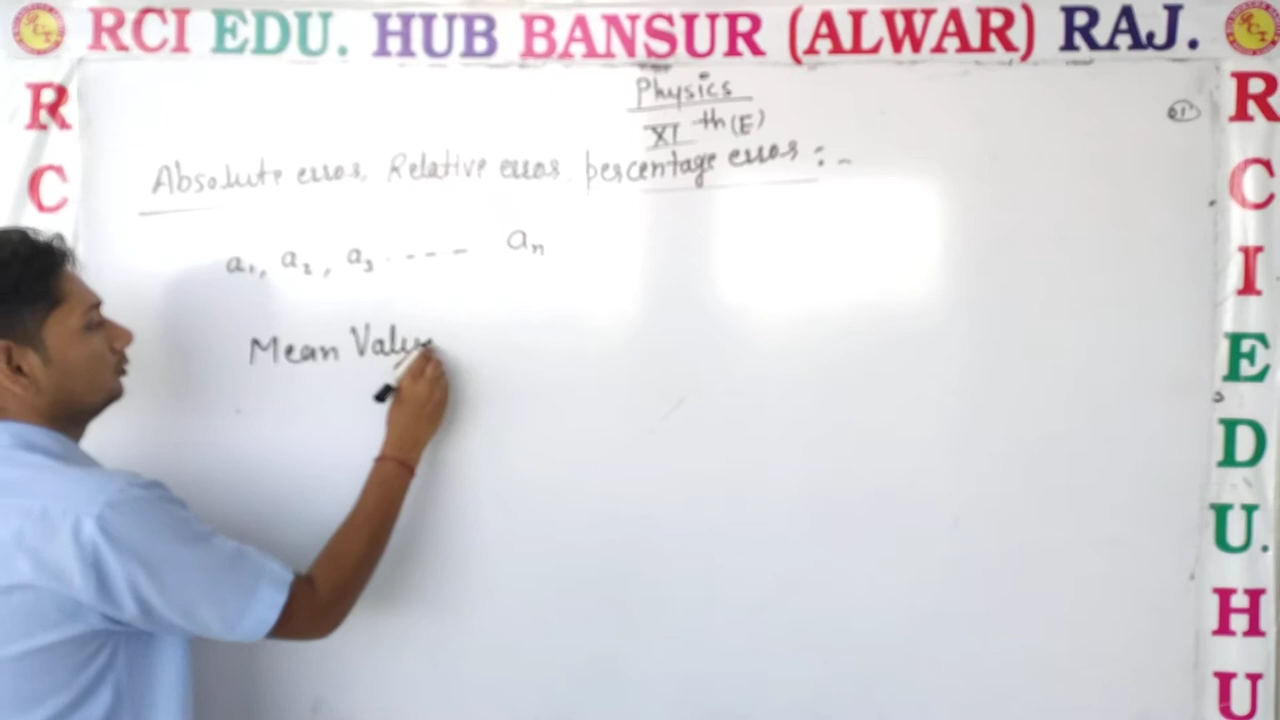 RCI EDU. HUB BANSUR (ALWAR) RAJ.
R
C
Physics
XI th (E)
Absolute error, Relative error percentage error :-
a1, a2, a3 ----- an
Mean Valu
R
C
I
E
D
U.
H
U